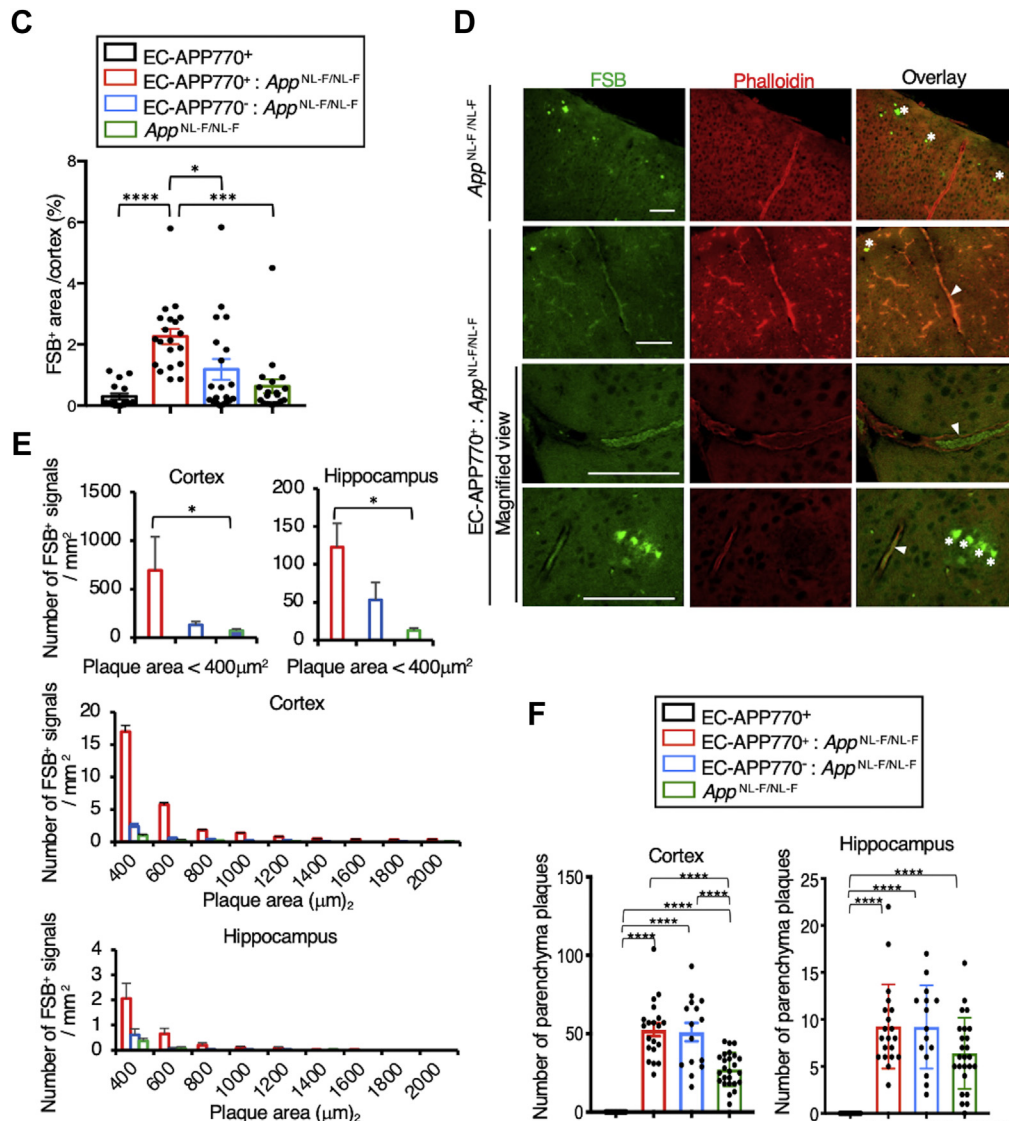 C
EC-APP770+
EC-APP770+ : App NL-F/NL-F
EC-APP770- : App NL-F/NL-F
App NL-F/NL-F
FSB+ area /cortex (%)
8
6
4
2
0
****
*
***
D
FSB
Phalloidin
Overlay
App NL-F /NL-F
EC-APP770+ : App NL-F/NL-F
Magnified view
*
*
*
*
* * * *
E
Cortex
Number of FSB+ signals
/ mm2
1500
1000
500
0
*
Plaque area < 400μm2
Hippocampus
200
150
100
50
0
*
Plaque area < 400μm2
Cortex
Number of FSB+ signals
/ mm2
20
15
10
5
0
400 600 800 1000 1200 1400 1600 1800 2000
Plaque area (μm)2
Hippocampus
Number of FSB+ signals
/ mm2
4
3
2
1
0
400 600 800 1000 1200 1400 1600 1800 2000
Plaque area (μm)2
F
EC-APP770+
EC-APP770+ : App NL-F/NL-F
EC-APP770- : App NL-F/NL-F
App NL-F/NL-F
Cortex
Number of parenchyma plaques
150
100
50
0
****
****
****
****
****
Hippocampus
Number of parenchyma plaques
25
20
15
10
5
0
****
****
****